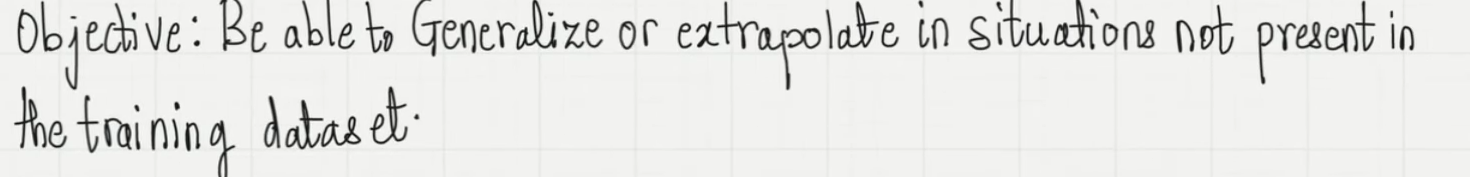 Objective: Be able to Generalize or extrapolate in situations not present in
the training dataset.